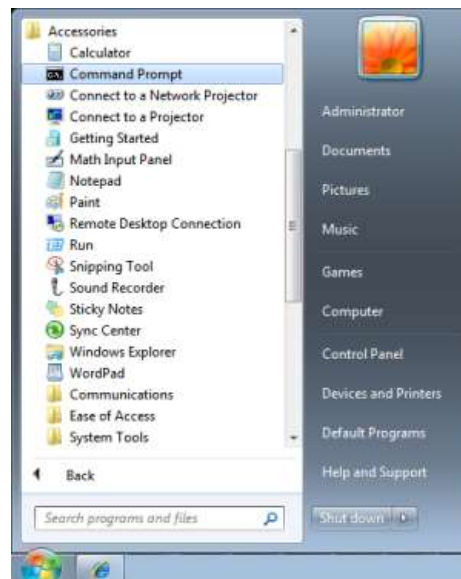 Accessories
Calculator
Command Prompt
Connect to a Network Projector
Connect to a Projector
Getting Started
Math Input Panel
Notepad
Paint
Remote Desktop Connection
Run
Snipping Tool
Sound Recorder
Sticky Notes
Sync Center
Windows Explorer
WordPad
Communications
Ease of Access
System Tools
Back
Search programs and files
Administrator
Documents
Pictures
Music
Games
Computer
Control Panel
Devices and Printers
Default Programs
Help and Support
Shut down